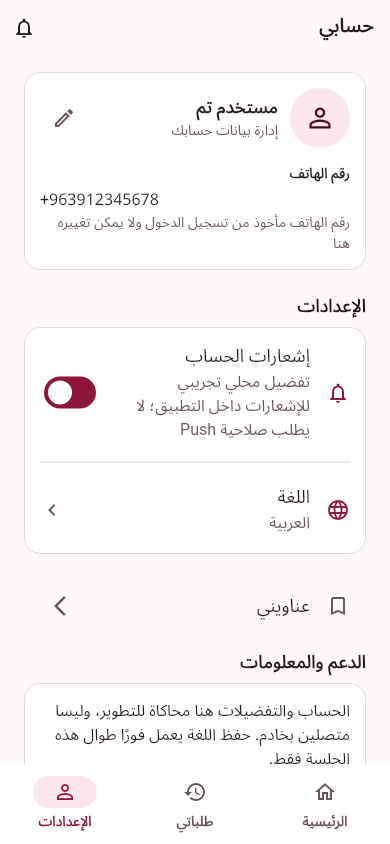 حسابي
مستخدم تم
إدارة بيانات حسابك
رقم الهاتف
+963912345678
رقم الهاتف مأخوذ من تسجيل الدخول ولا يمكن تغييره
هنا
الإعدادات
إشعارات الحساب
تفضيل محلي تجريبي
للإشعارات داخل التطبيق؛ لا
يطلب صلاحية Push
اللغة
العربية
عناويني
الدعم والمعلومات
الحساب والتفضيلات هنا محاكاة للتطوير، وليسا
متصلين بخادم. حفظ اللغة يعمل فورًا طوال هذه
الجلسة فقط.
الرئيسية
طلباتي
الإعدادات